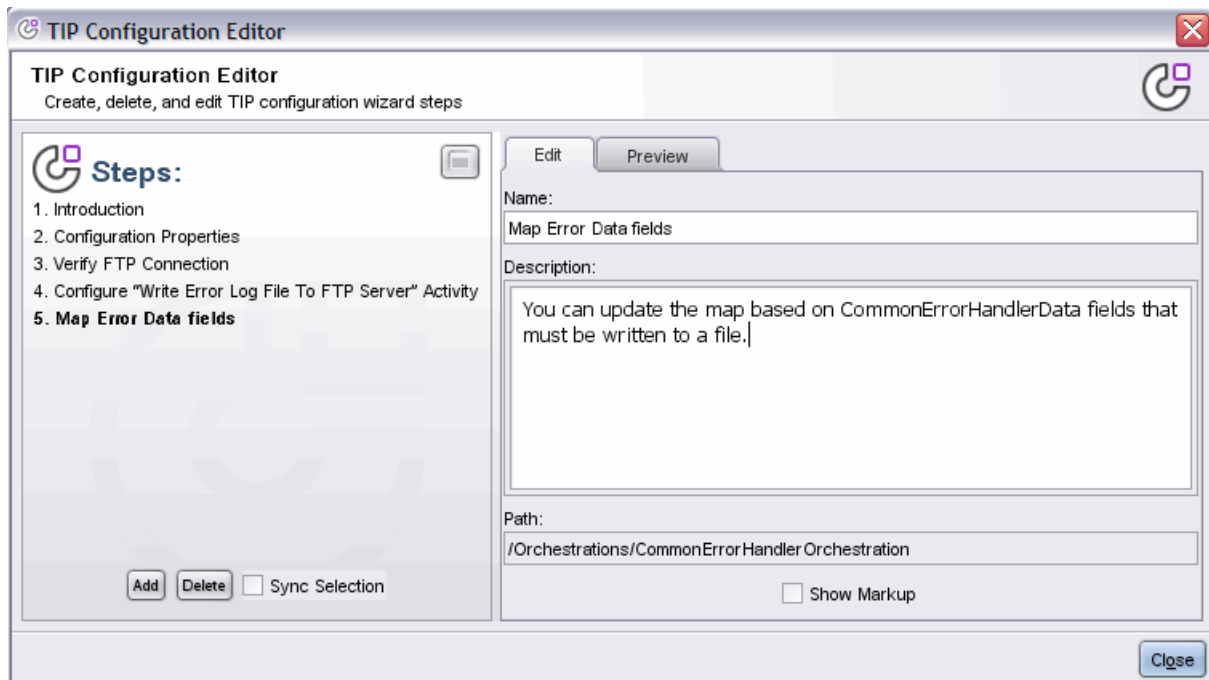 TIP Configuration Editor
TIP Configuration Editor
Create, delete, and edit TIP configuration wizard steps
Steps:
1. Introduction
2. Configuration Properties
3. Verify FTP Connection
4. Configure "Write Error Log File To FTP Server" Activity
5. Map Error Data fields
Add Delete Sync Selection
Edit Preview
Name:
Map Error Data fields
Description:
You can update the map based on CommonErrorHandlerData fields that
must be written to a file.
Path:
/Orchestrations/CommonErrorHandlerOrchestration
Show Markup
Close